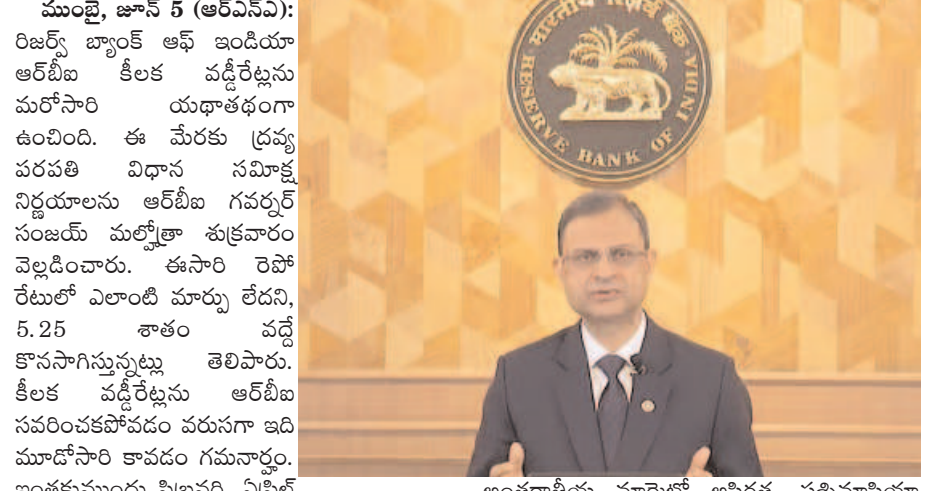 ముంబై, జూన్ 5 (ఆర్ఎన్ఎ):
రిజర్వ్ బ్యాంక్ ఆఫ్ ఇండియా
ఆర్‌బీఐ కీలక వడ్డీరేట్లను
మరోసారి యథాతథంగా
ఉంచింది. ఈ మేరకు ద్రవ్య
పరపతి విధాన సమీక్ష
నిర్ణయాలను ఆర్‌బీఐ గవర్నర్
సంజయ్ మల్హోత్రా శుక్రవారం
వెల్లడించారు. ఈసారి రెపో
రేటులో ఎలాంటి మార్పు లేదని,
5.25 శాతం వద్దే
కొనసాగిస్తున్నట్లు తెలిపారు.
కీలక వడ్డీరేట్లను ఆర్‌బీఐ
సవరించకపోవడం వరుసగా ఇది
మూడోసారి కావడం గమనార్హం.
భారతీయ రిజర్వ్ బैంక
RESERVE BANK OF INDIA